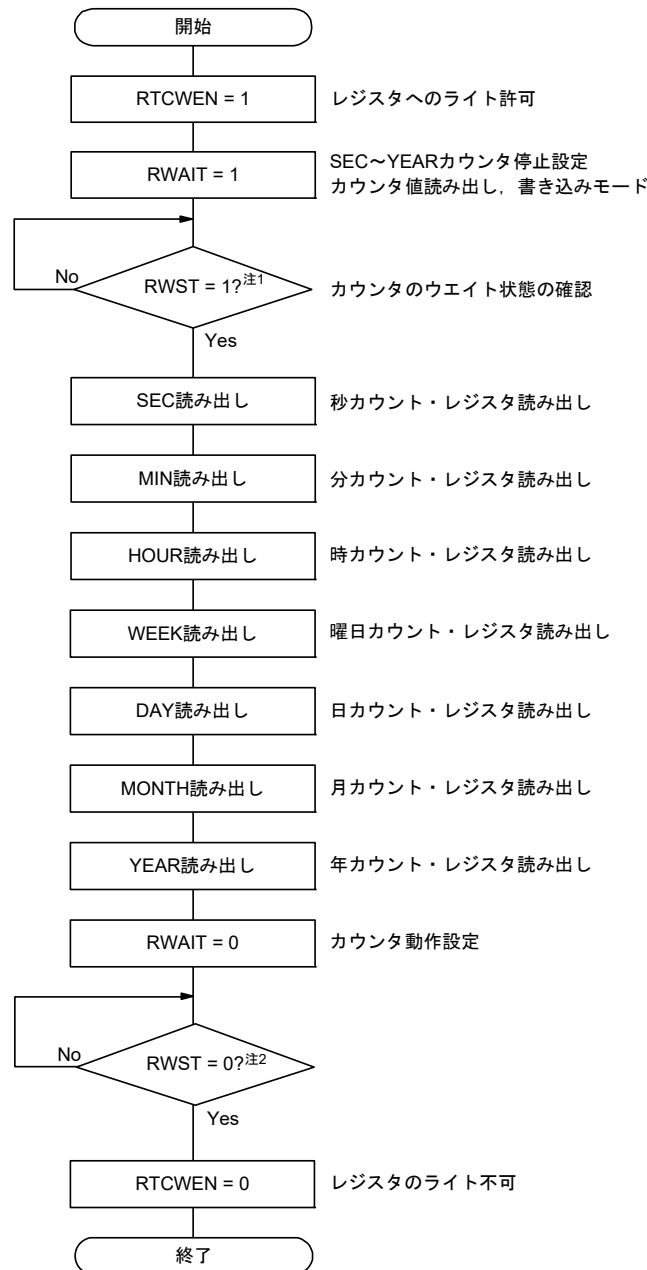 開始
RTCWEN = 1 レジスタへのライト許可
RWAIT = 1 SEC～YEARカウンタ停止設定
カウンタ値読み出し，書き込みモード
No RWST = 1?注1 カウンタのウエイト状態の確認
Yes
SEC読み出し 秒カウント・レジスタ読み出し
MIN読み出し 分カウント・レジスタ読み出し
HOUR読み出し 時カウント・レジスタ読み出し
WEEK読み出し 曜日カウント・レジスタ読み出し
DAY読み出し 日カウント・レジスタ読み出し
MONTH読み出し 月カウント・レジスタ読み出し
YEAR読み出し 年カウント・レジスタ読み出し
RWAIT = 0 カウンタ動作設定
No RWST = 0?注2
Yes
RTCWEN = 0 レジスタのライト不可
終了